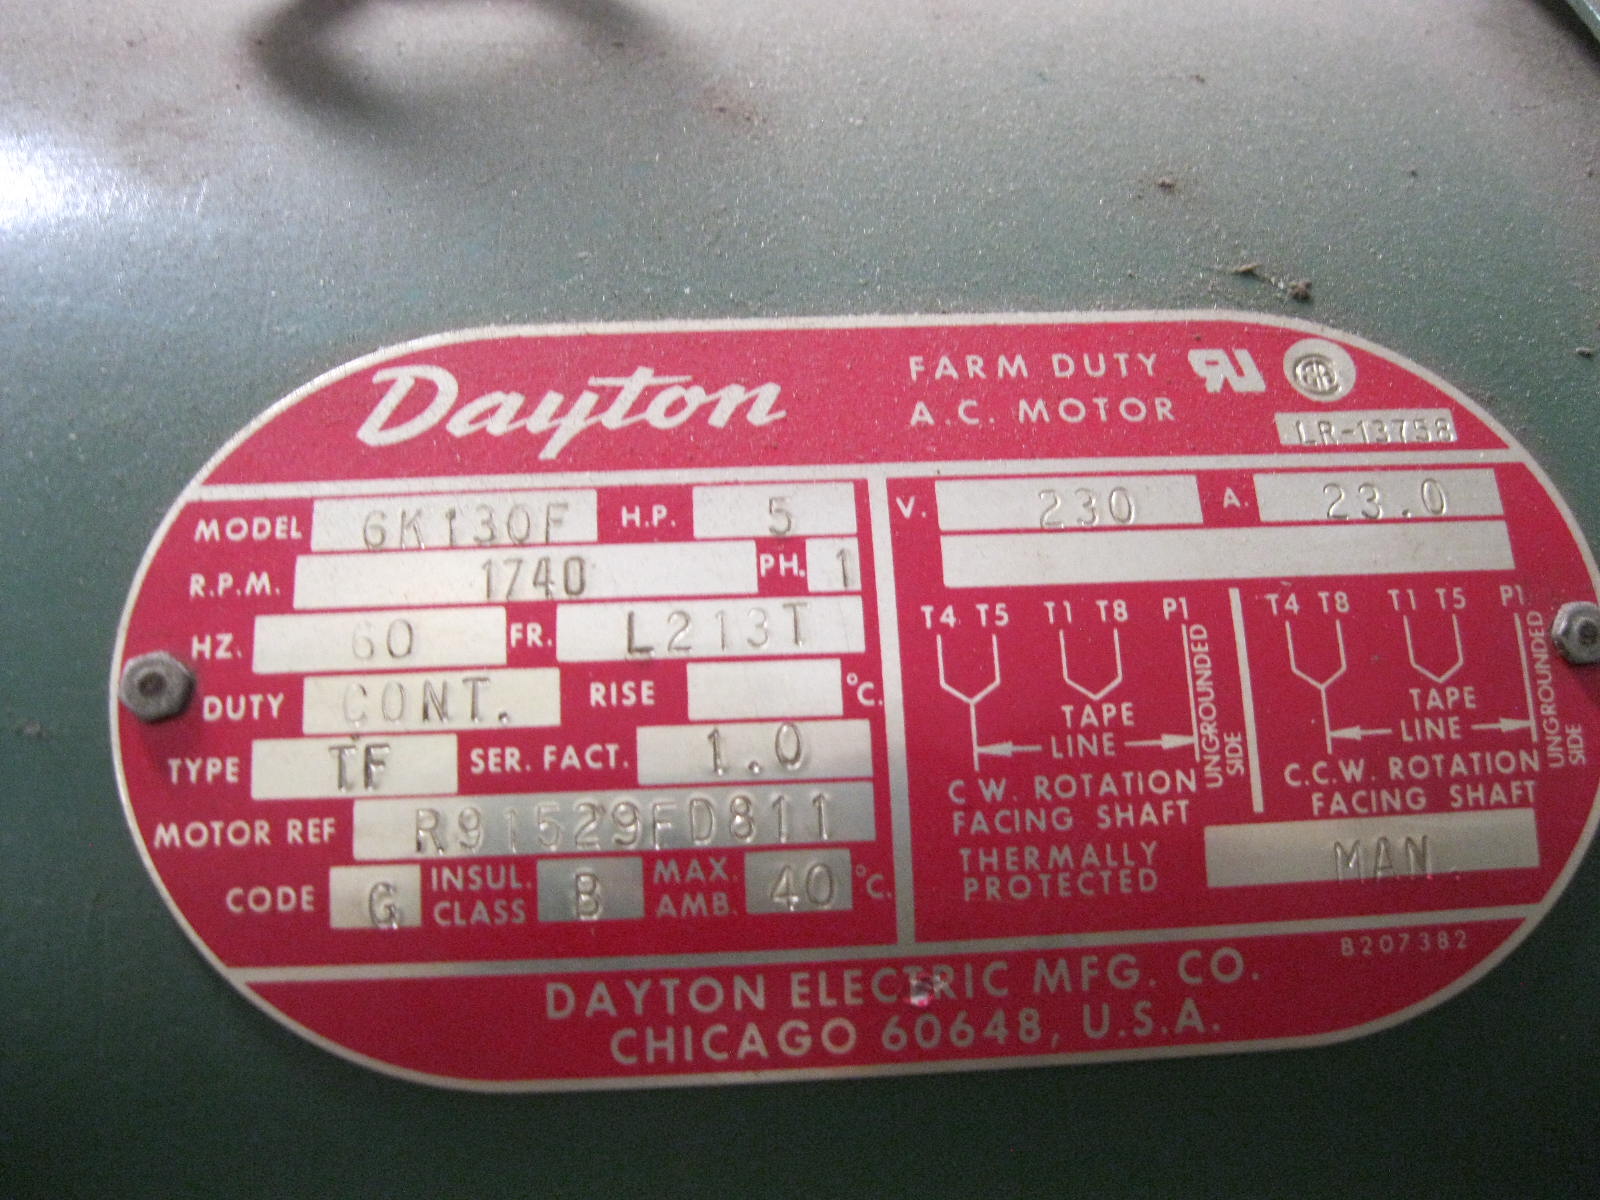 Dayton
FARM DUTY
A.C. MOTOR
LR-13758
MODEL 6K130F H.P. 5
R.P.M. 1740 PH. 1
HZ. 60 FR. L213T
DUTY CONT. RISE °C.
TYPE TF SER. FACT. 1.0
MOTOR REF R91529FD811
CODE G INSUL. CLASS B MAX. AMB. 40 °C.
V. 230 A. 23.0
T4 T5 T1 T8 P1
TAPE
LINE
UNGROUNDED
SIDE
C W. ROTATION
FACING SHAFT
T4 T8 T1 T5 P1
TAPE
LINE
UNGROUNDED
SIDE
C.C.W. ROTATION
FACING SHAFT
THERMALLY
PROTECTED
MAN.
B207382
DAYTON ELECTRIC MFG. CO.
CHICAGO 60648, U.S.A.